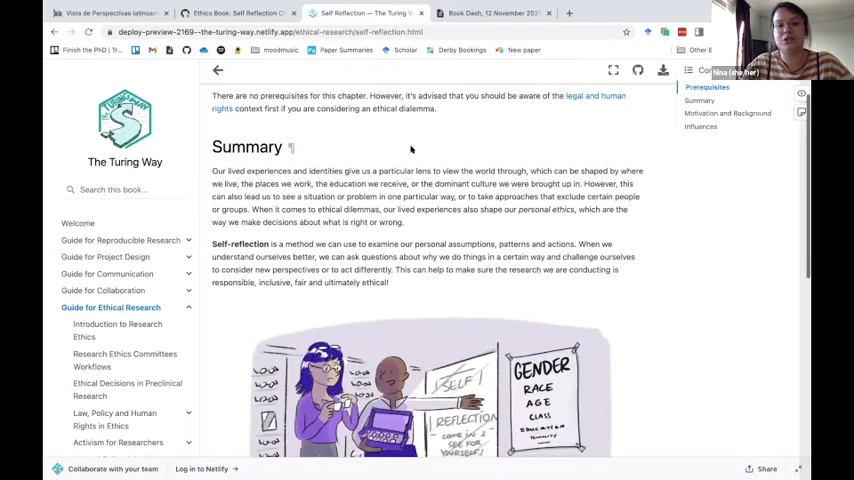 Vista de Perspectivas latinoam
Ethics Book: Self Reflection Ch
Self Reflection — The Turing W
Book Dash, 12 November 202
deploy-preview-2169--the-turing-way.netlify.app/ethical-research/self-reflection.html
Finish the PhD | Tr
moodmusic
Paper Summaries
Scholar
Derby Bookings
New paper
Other B
Nina (she/her)
There are no prerequisites for this chapter. However, it's advised that you should be aware of the legal and human
rights context first if you are considering an ethical dialemma.
Summary ¶
Our lived experiences and identities give us a particular lens to view the world through, which can be shaped by where
we live, the places we work, the education we receive, or the dominant culture we were brought up in. However, this
can also lead us to see a situation or problem in one particular way, or to take approaches that exclude certain people
or groups. When it comes to ethical dilemmas, our lived experiences also shape our personal ethics, which are the
way we make decisions about what is right or wrong.
Self-reflection is a method we can use to examine our personal assumptions, patterns and actions. When we
understand ourselves better, we can ask questions about why we do things in a certain way and challenge ourselves
to consider new perspectives or to act differently. This can help to make sure the research we are conducting is
responsible, inclusive, fair and ultimately ethical!
Con
Prerequisites
Summary
Motivation and Background
Influences
The Turing Way
Search this book...
Welcome
Guide for Reproducible Research
Guide for Project Design
Guide for Communication
Guide for Collaboration
Guide for Ethical Research
Introduction to Research
Ethics
Research Ethics Committees
Workflows
Ethical Decisions in Preclinical
Research
Law, Policy and Human
Rights in Ethics
Activism for Researchers
SELF
REFLECTION
COME IN &
SEE FOR
YOURSELF!
GENDER
RACE
AGE
CLASS
EDUCATION
Collaborate with your team
Log in to Netlify
Share